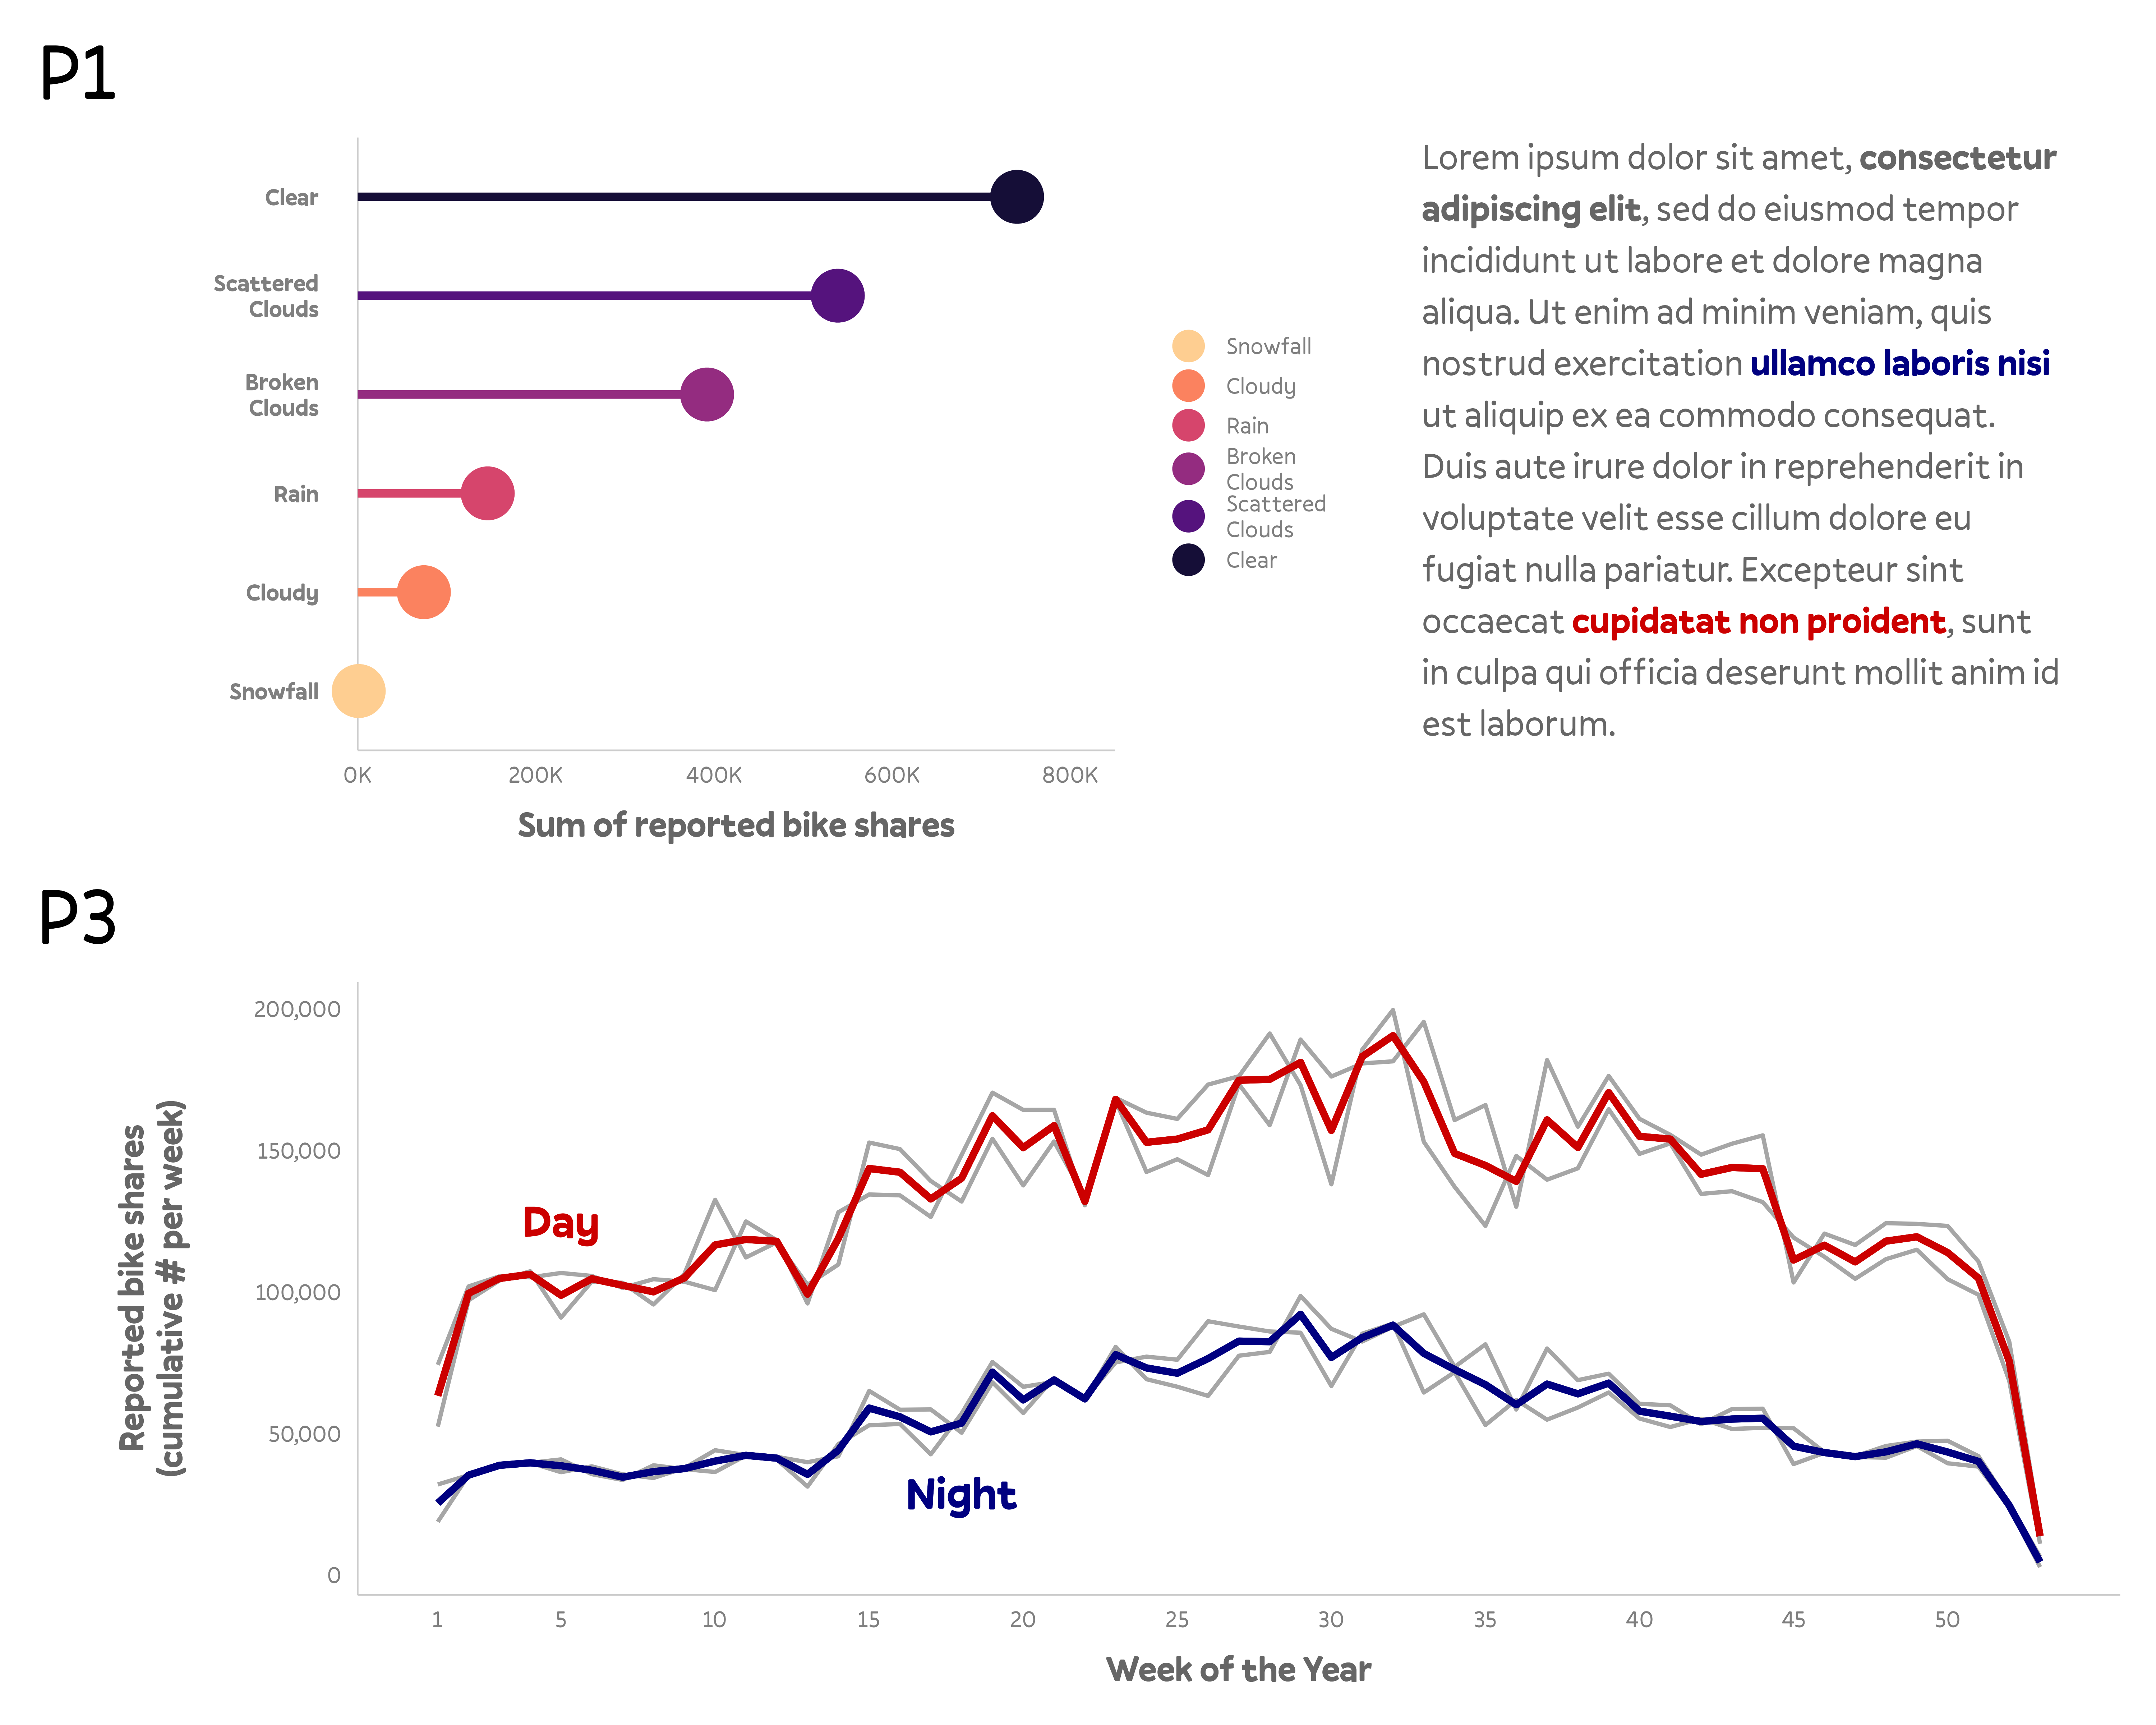 P1
Clear
Scattered
Clouds
Broken
Clouds
Rain
Cloudy
Snowfall
0K 200K 400K 600K 800K
Sum of reported bike shares
Snowfall
Cloudy
Rain
Broken
Clouds
Scattered
Clouds
Clear
Lorem ipsum dolor sit amet, consectetur
adipiscing elit, sed do eiusmod tempor
incididunt ut labore et dolore magna
aliqua. Ut enim ad minim veniam, quis
nostrud exercitation ullamco laboris nisi
ut aliquip ex ea commodo consequat.
Duis aute irure dolor in reprehenderit in
voluptate velit esse cillum dolore eu
fugiat nulla pariatur. Excepteur sint
occaecat cupidatat non proident, sunt
in culpa qui officia deserunt mollit anim id
est laborum.
P3
Reported bike shares
(cumulative # per week)
200,000
150,000
100,000
50,000
0
Day
Night
1 5 10 15 20 25 30 35 40 45 50
Week of the Year